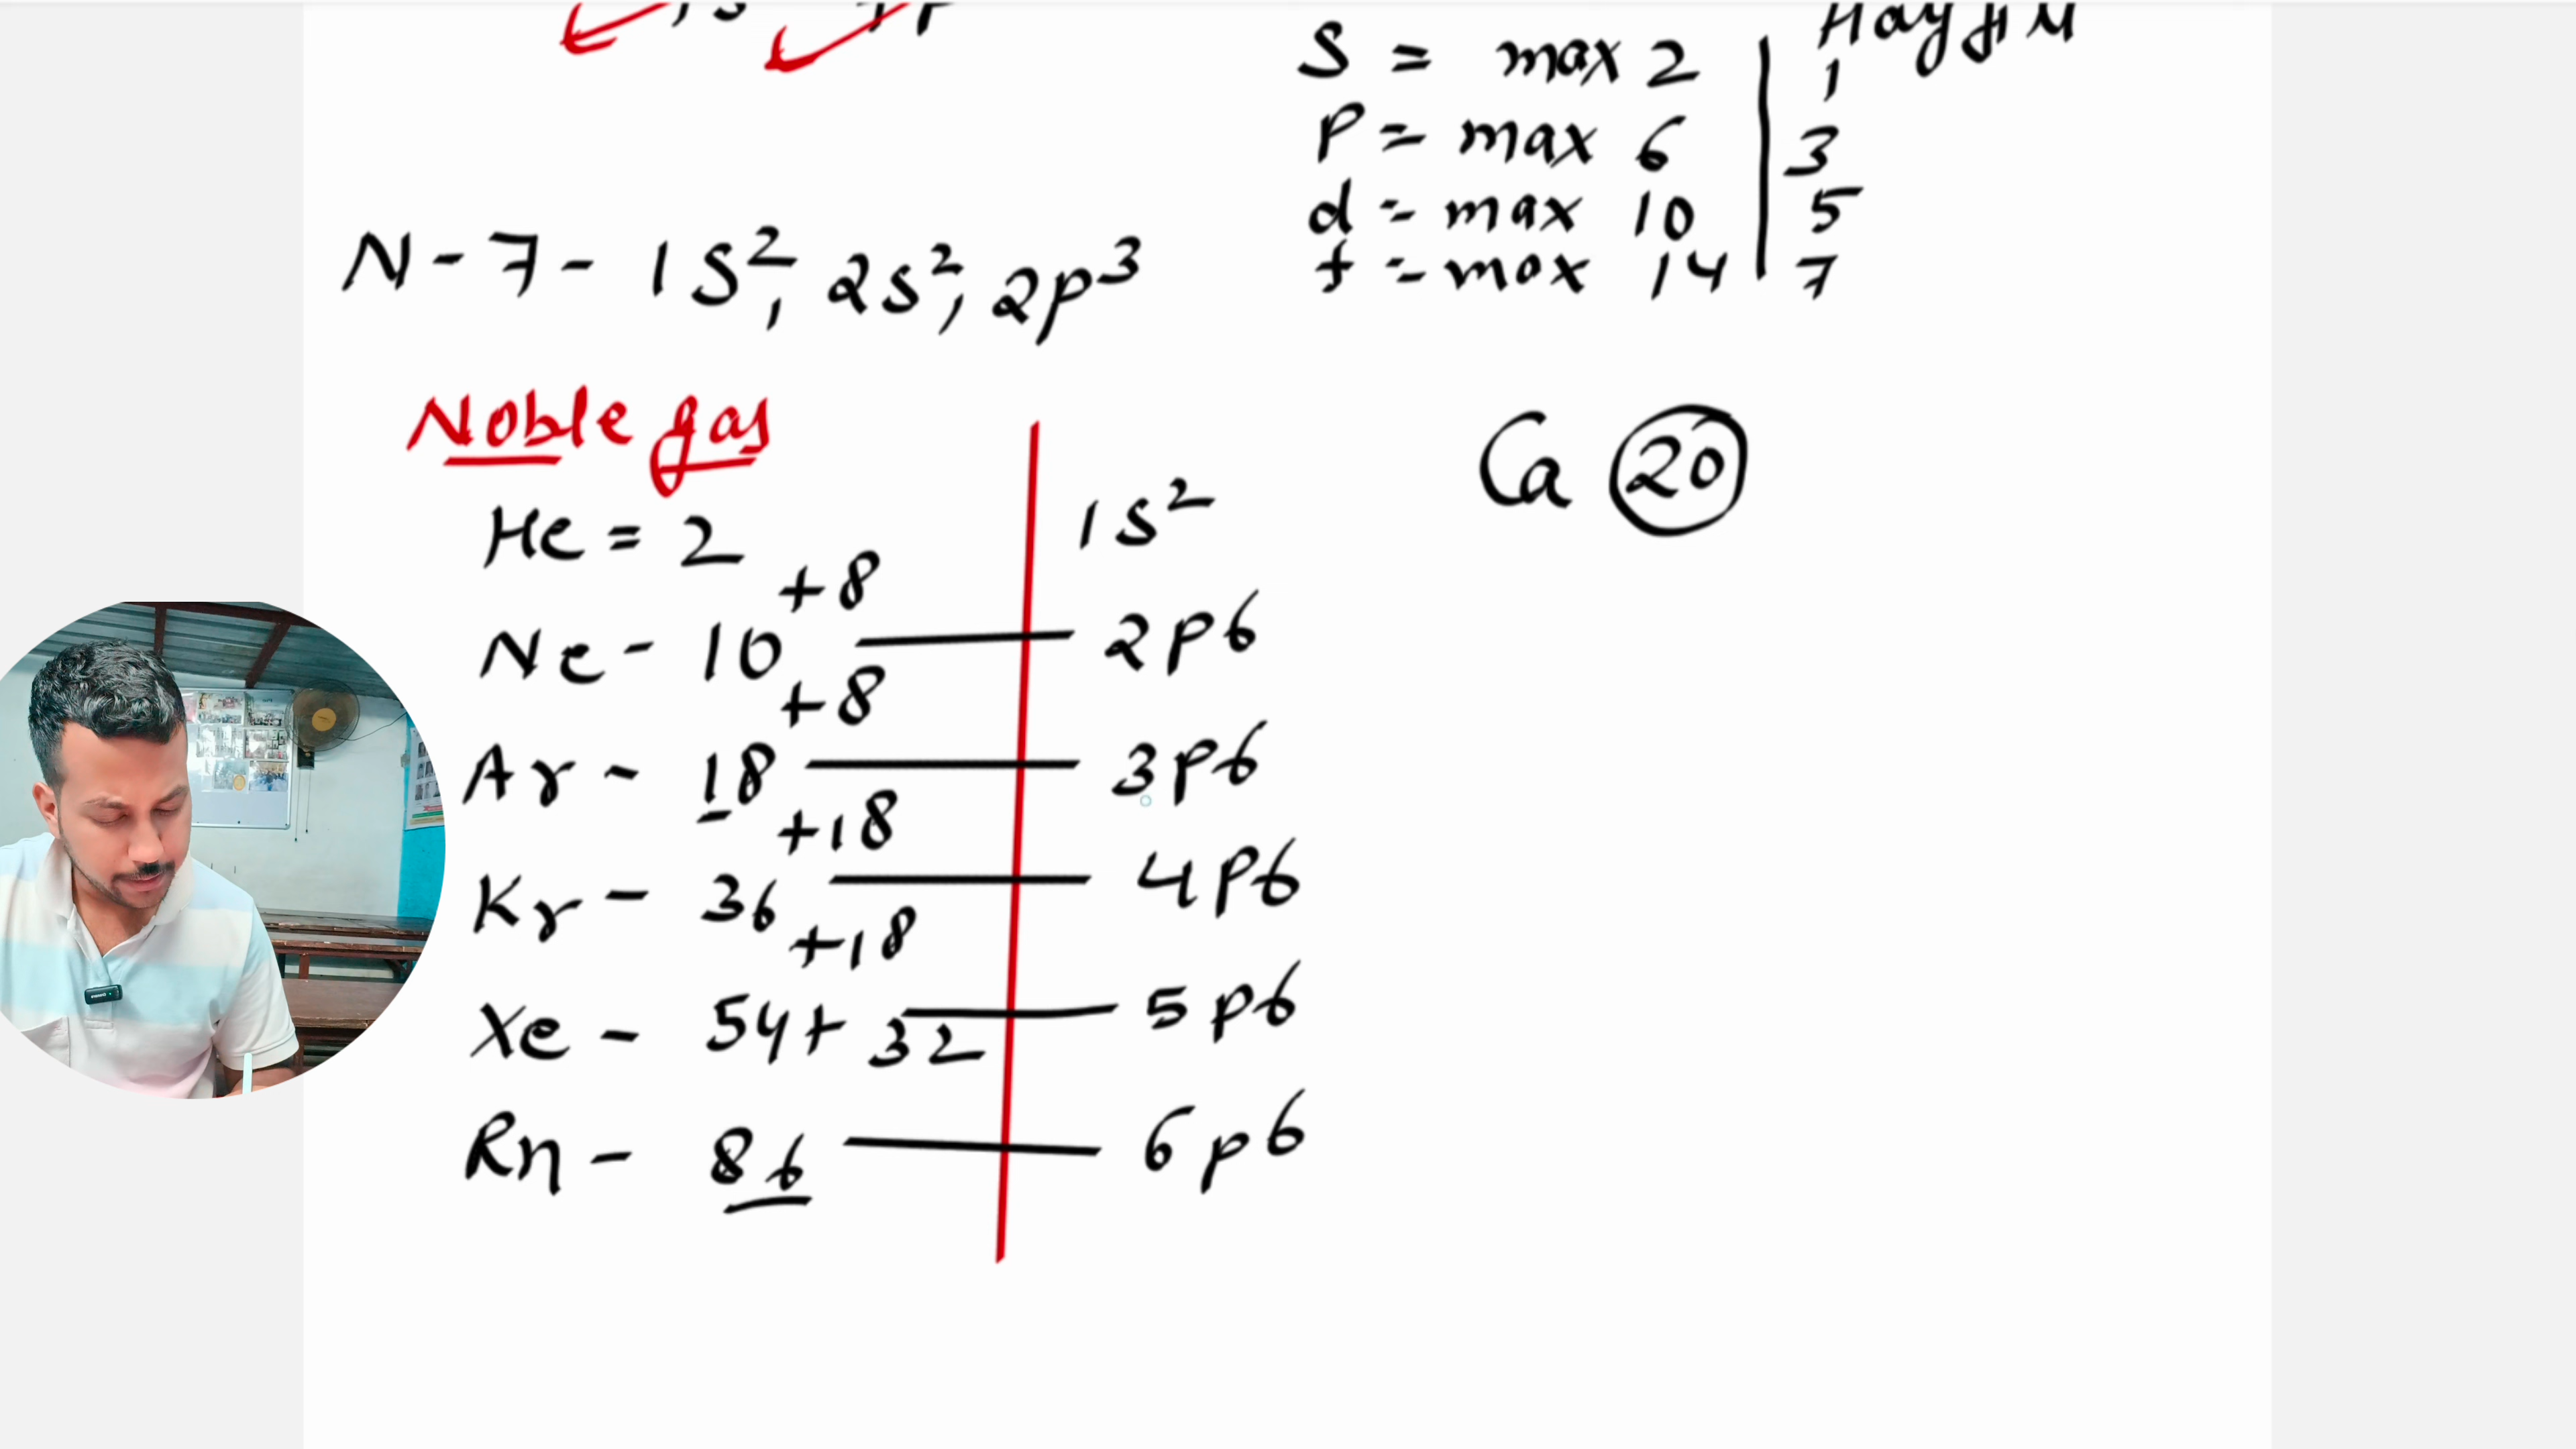 S = max 2 | 1
P = max 6 | 3
d = max 10 | 5
f = max 14 | 7
N - 7 - 1S², 2s², 2p³
Noble gas
Ca 20
He = 2 1s²
+8
Ne - 10 2p6
+8
Ar - 18 3p6
+18
Kr - 36 4p6
+18
Xe - 54 + 32 5p6
Rn - 86 6p6